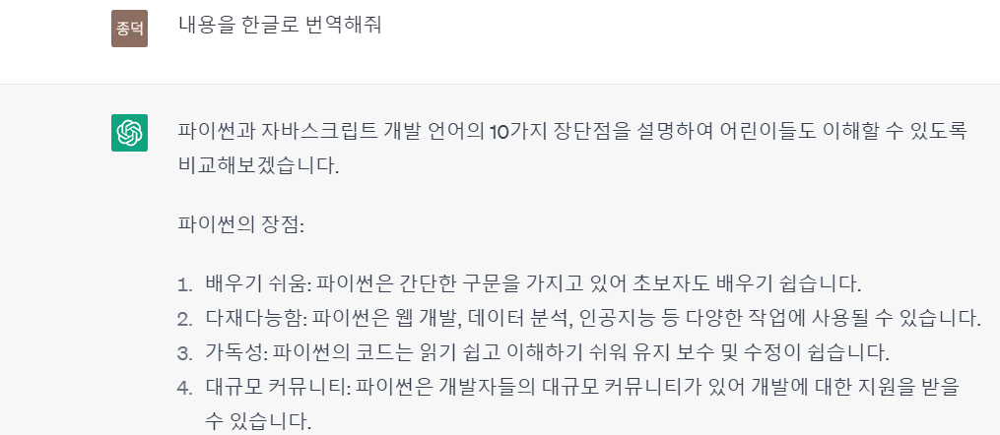 종덕
내용을 한글로 번역해줘
파이썬과 자바스크립트 개발 언어의 10가지 장단점을 설명하여 어린이들도 이해할 수 있도록
비교해보겠습니다.
파이썬의 장점:
1. 배우기 쉬움: 파이썬은 간단한 구문을 가지고 있어 초보자도 배우기 쉽습니다.
2. 다재다능함: 파이썬은 웹 개발, 데이터 분석, 인공지능 등 다양한 작업에 사용될 수 있습니다.
3. 가독성: 파이썬의 코드는 읽기 쉽고 이해하기 쉬워 유지 보수 및 수정이 쉽습니다.
4. 대규모 커뮤니티: 파이썬은 개발자들의 대규모 커뮤니티가 있어 개발에 대한 지원을 받을
수 있습니다.